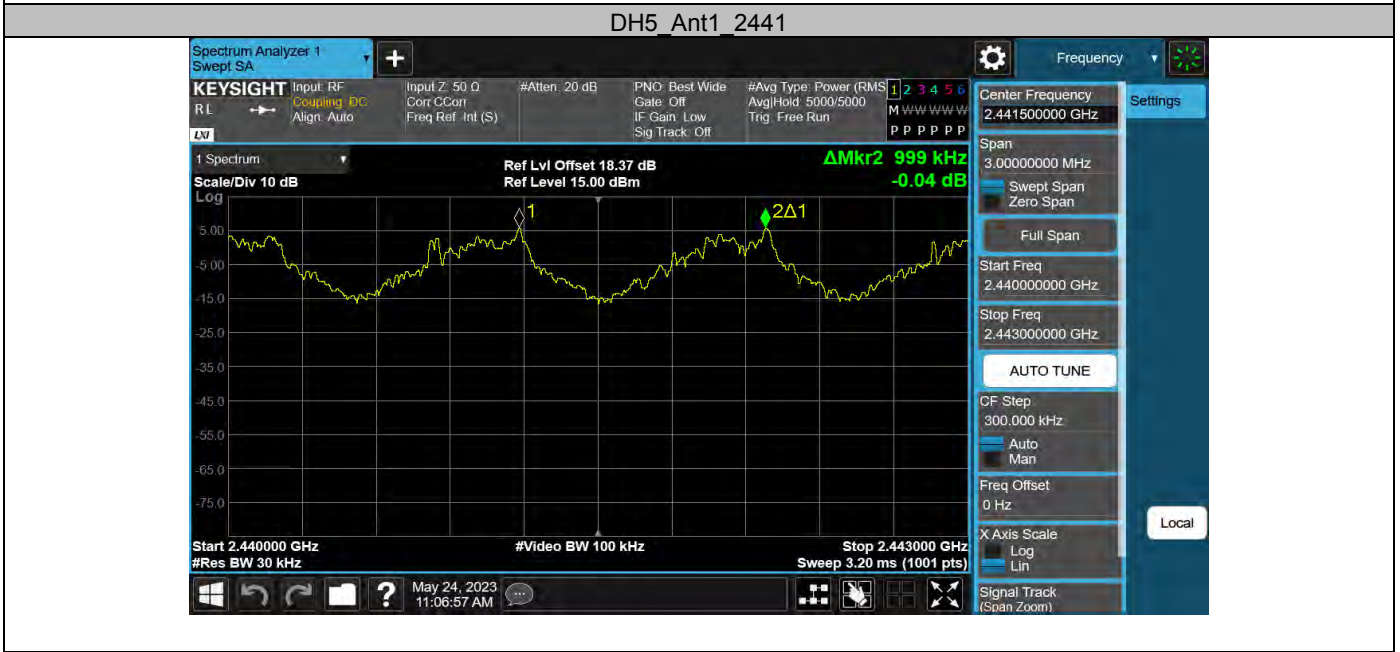 DH5_Ant1_2441
Spectrum Analyzer 1
Swept SA
+
Frequency
KEYSIGHT
RL
LXI
Input: RF
Coupling: DC
Align: Auto
Input Z: 50 Ω
Corr CCorr
Freq Ref: Int (S)
#Atten: 20 dB
PNO: Best Wide
Gate: Off
IF Gain: Low
Sig Track: Off
#Avg Type: Power (RMS
Avg|Hold: 5000/5000
Trig: Free Run
1 2 3 4 5 6
M W W W W W
P P P P P P
1 Spectrum
Scale/Div 10 dB
Ref Lvl Offset 18.37 dB
Ref Level 15.00 dBm
ΔMkr2 999 kHz
-0.04 dB
Log
5.00
-5.00
-15.0
-25.0
-35.0
-45.0
-55.0
-65.0
-75.0
1
2Δ1
Start 2.440000 GHz
#Res BW 30 kHz
#Video BW 100 kHz
Stop 2.443000 GHz
Sweep 3.20 ms (1001 pts)
May 24, 2023
11:06:57 AM
?
Center Frequency
2.441500000 GHz
Settings
Span
3.00000000 MHz
Swept Span
Zero Span
Full Span
Start Freq
2.440000000 GHz
Stop Freq
2.443000000 GHz
AUTO TUNE
CF Step
300.000 kHz
Auto
Man
Freq Offset
0 Hz
X Axis Scale
Log
Lin
Local
Signal Track
(Span Zoom)